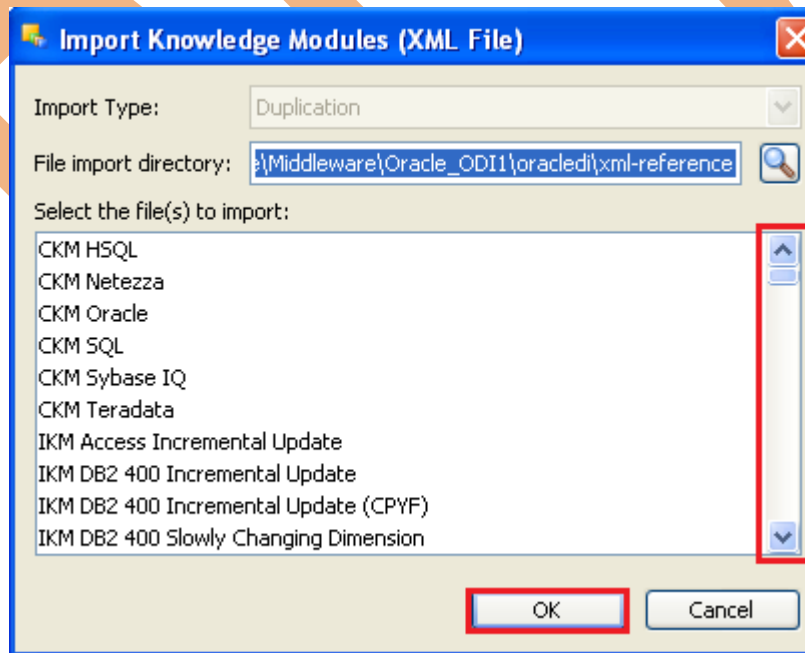 Import Knowledge Modules (XML File)
Import Type: Duplication
File import directory: e\Middleware\Oracle_ODI1\oracledi\xml-reference
Select the file(s) to import:
CKM HSQL
CKM Netezza
CKM Oracle
CKM SQL
CKM Sybase IQ
CKM Teradata
IKM Access Incremental Update
IKM DB2 400 Incremental Update
IKM DB2 400 Incremental Update (CPYF)
IKM DB2 400 Slowly Changing Dimension
OK Cancel